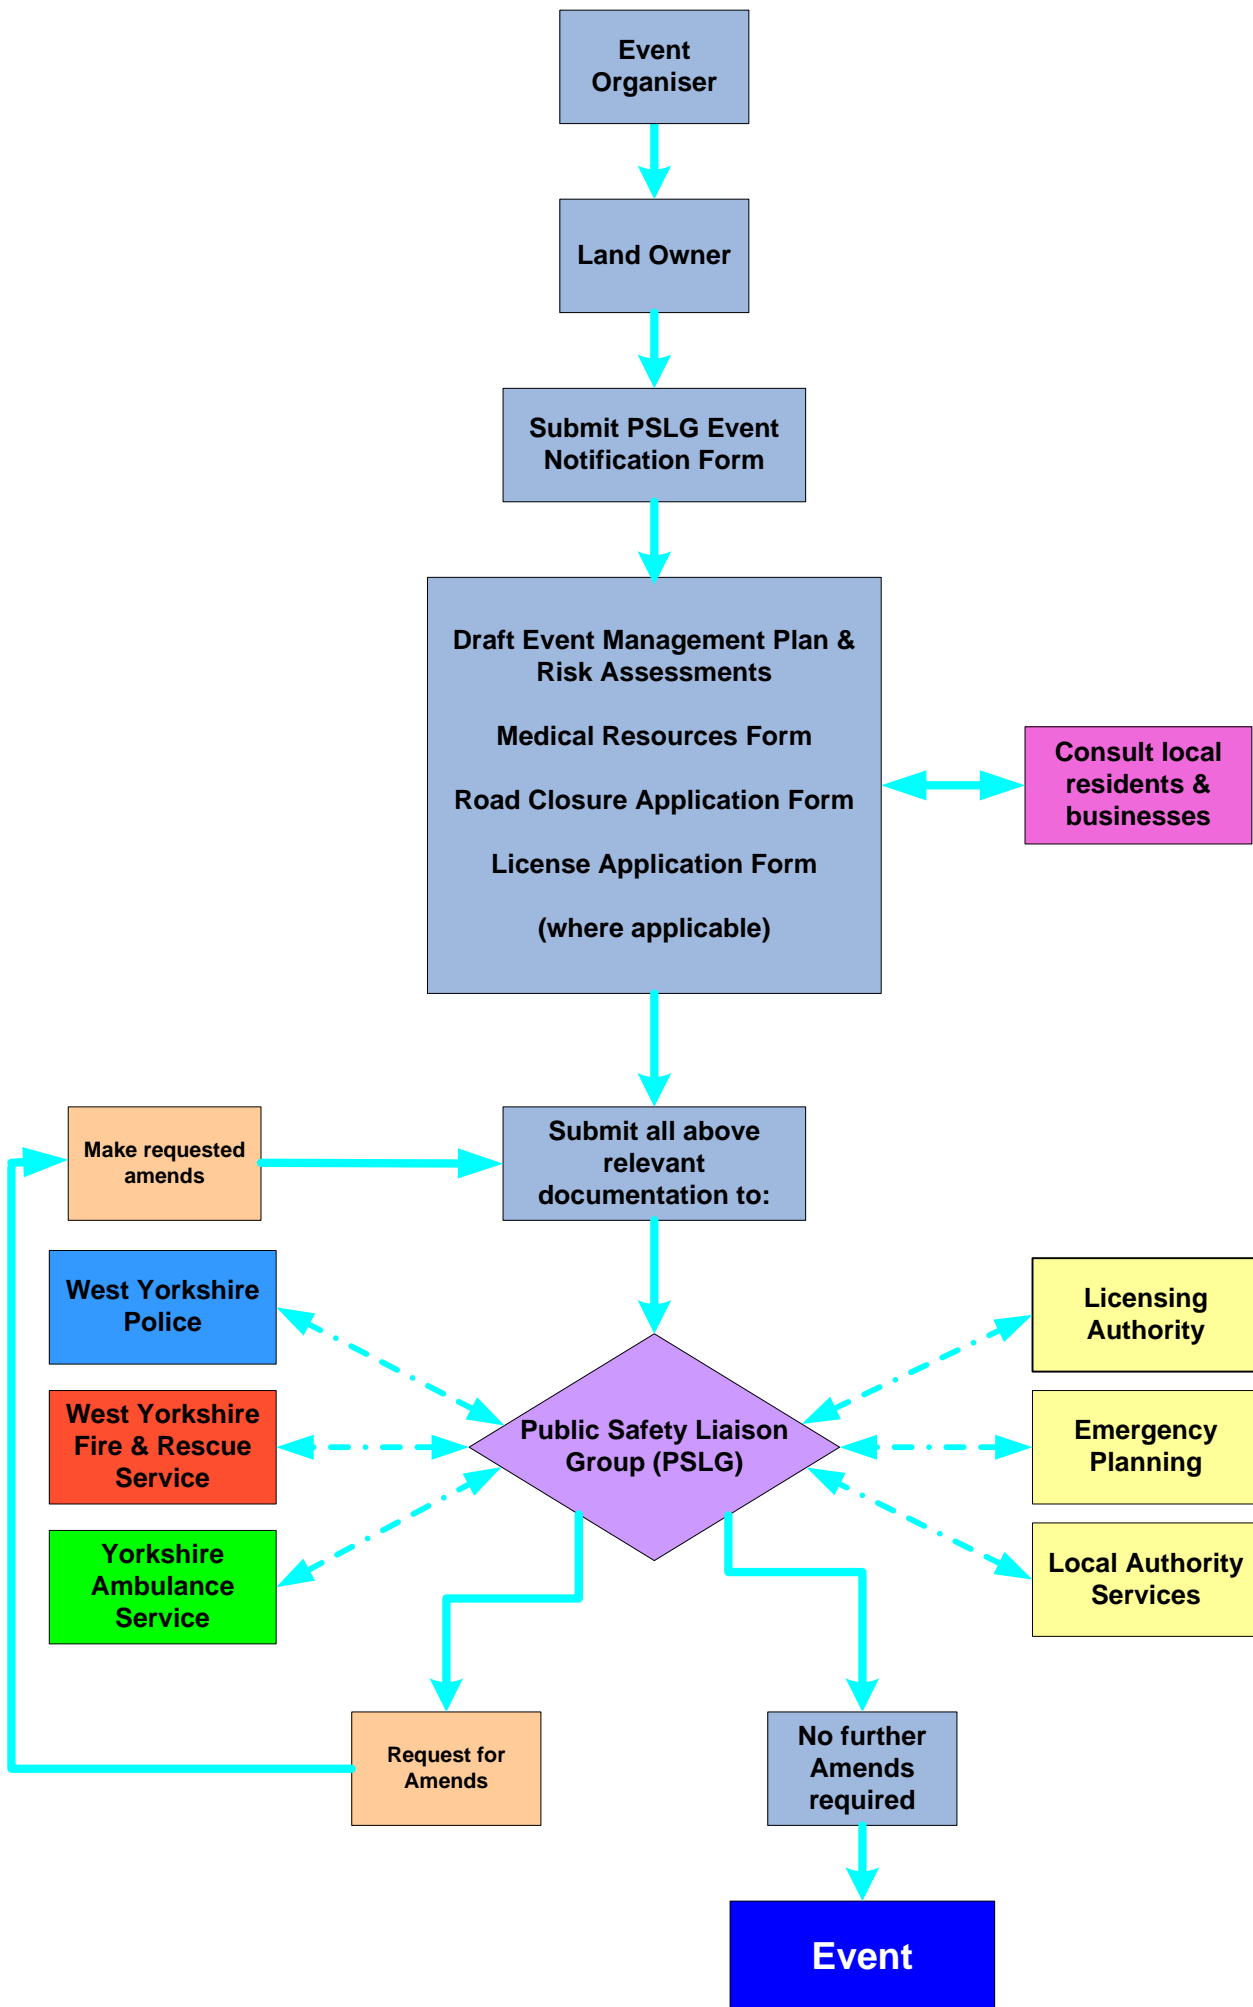 Event
Organiser
Land Owner
Submit PSLG Event
Notification Form
Draft Event Management Plan &
Risk Assessments
Medical Resources Form
Road Closure Application Form
License Application Form
(where applicable)
Consult local
residents &
businesses
Make requested
amends
Submit all above
relevant
documentation to:
West Yorkshire
Police
West Yorkshire
Fire & Rescue
Service
Yorkshire
Ambulance
Service
Public Safety Liaison
Group (PSLG)
Licensing
Authority
Emergency
Planning
Local Authority
Services
Request for
Amends
No further
Amends
required
Event